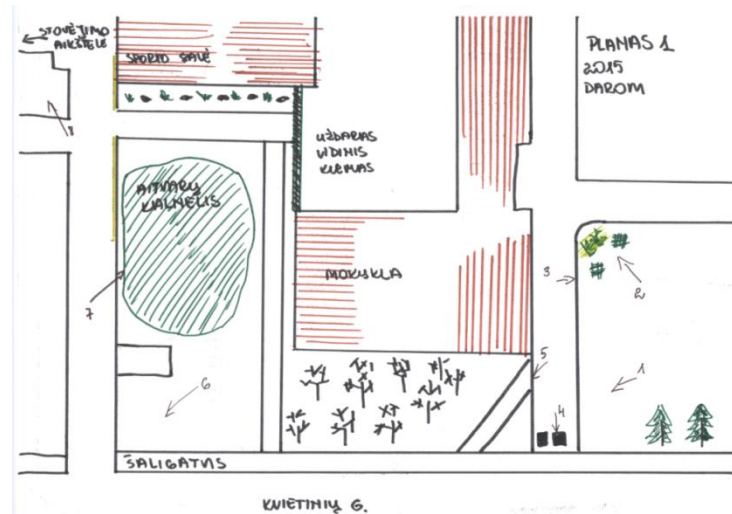 STOVĖJIMO
AIKŠTELĖ
SPORTO SALĖ
PLANAS 1
2015
DAROM
8
UŽDARAS
VIDINIS
KIEMAS
AITVARŲ
KALNELIS
MOKYKLA
3
2
7
5
1
6
4
ŠALIGATVIS
KVIETINIŲ G.